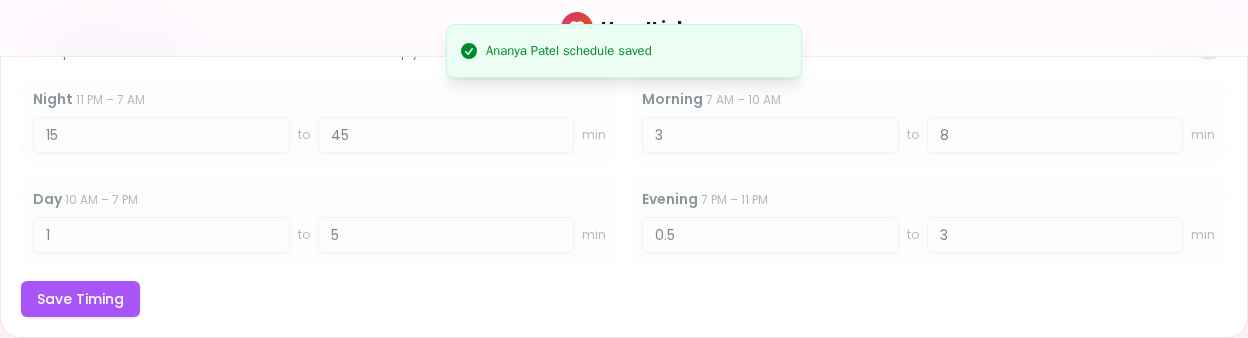 Ananya Patel schedule saved
Night 11 PM – 7 AM
15 to 45 min
Morning 7 AM – 10 AM
3 to 8 min
Day 10 AM – 7 PM
1 to 5 min
Evening 7 PM – 11 PM
0.5 to 3 min
Save Timing